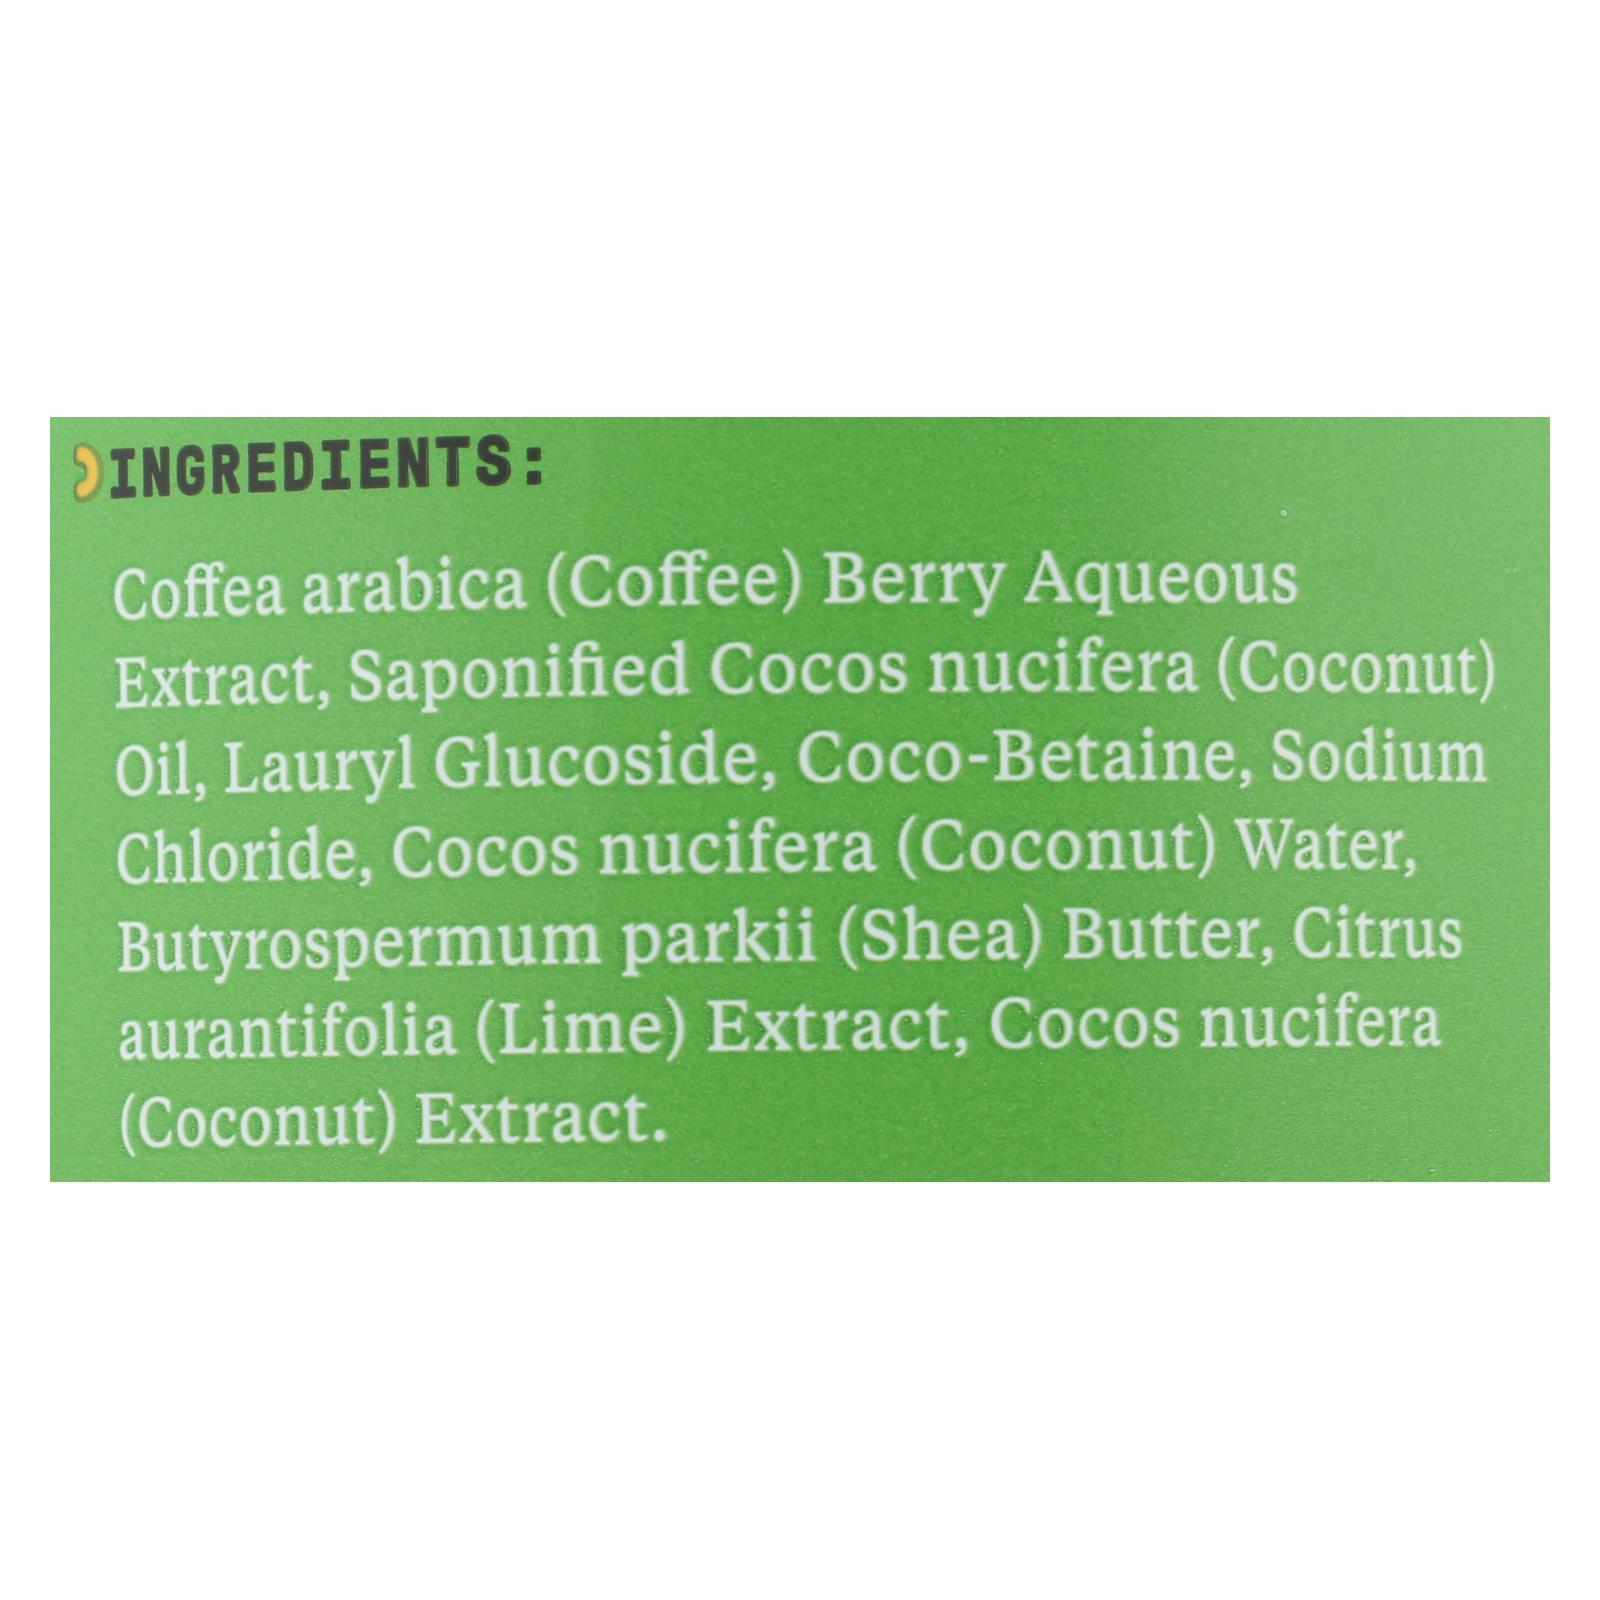 INGREDIENTS:
Coffea arabica (Coffee) Berry Aqueous
Extract, Saponified Cocos nucifera (Coconut)
Oil, Lauryl Glucoside, Coco-Betaine, Sodium
Chloride, Cocos nucifera (Coconut) Water,
Butyrospermum parkii (Shea) Butter, Citrus
aurantifolia (Lime) Extract, Cocos nucifera
(Coconut) Extract.